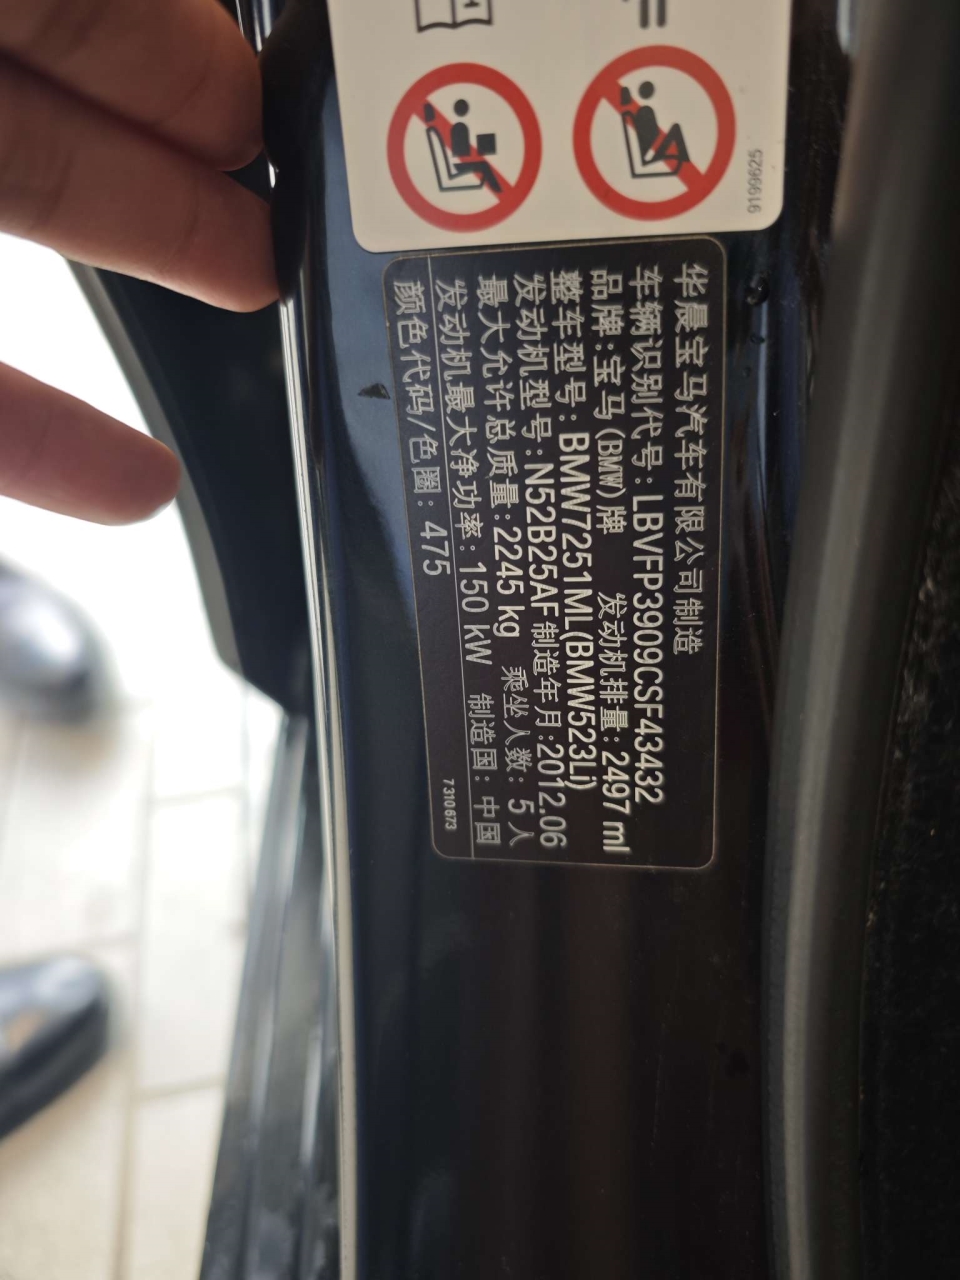 9199625
华晨宝马汽车有限公司制造
车辆识别代号:LBVFP3909CSF43432
品牌:宝马(BMW)牌 发动机排量:2497 ml
整车型号:BMW7251ML(BMW523Li)
发动机型号:N52B25AF 制造年月:2012.06
最大允许总质量:2245 kg 乘坐人数:5人
发动机最大净功率:150 kW 制造国:中国
颜色代码/色圈:475
7310673